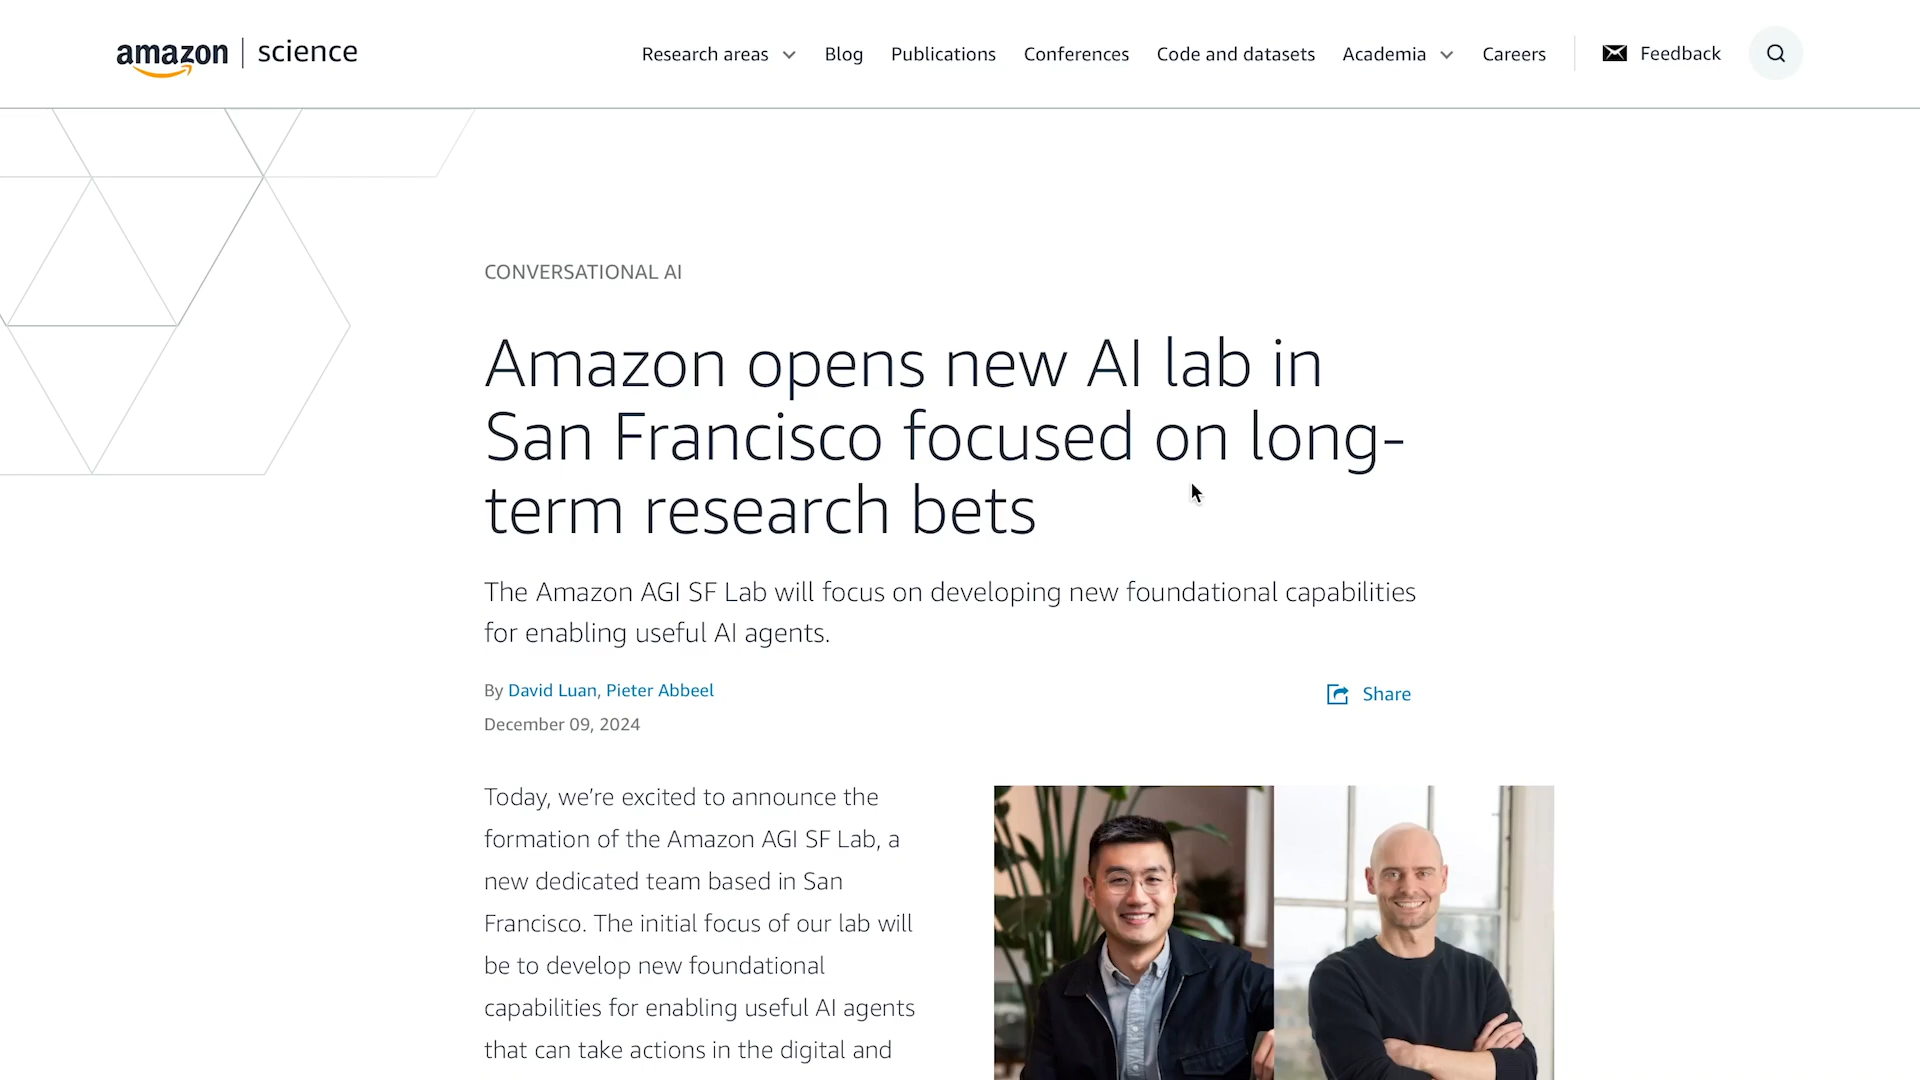 amazon | science
Research areas Blog Publications Conferences Code and datasets Academia Careers Feedback
CONVERSATIONAL AI
Amazon opens new AI lab in
San Francisco focused on long-
term research bets
The Amazon AGI SF Lab will focus on developing new foundational capabilities
for enabling useful AI agents.
By David Luan, Pieter Abbeel
Share
December 09, 2024
Today, we’re excited to announce the
formation of the Amazon AGI SF Lab, a
new dedicated team based in San
Francisco. The initial focus of our lab will
be to develop new foundational
capabilities for enabling useful AI agents
that can take actions in the digital and